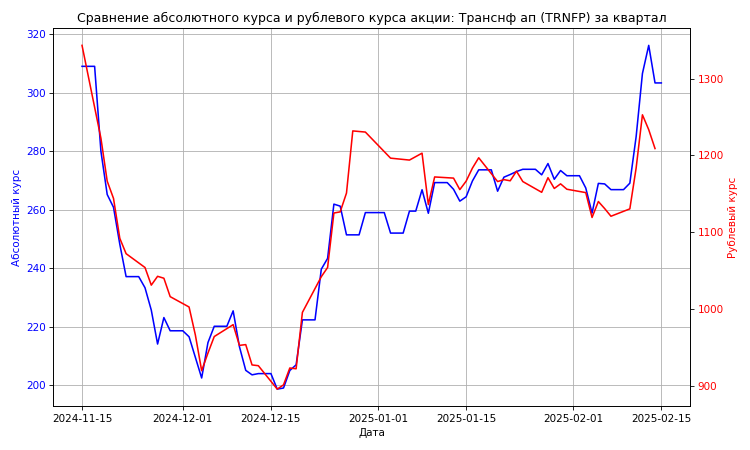 Сравнение абсолютного курса и рублевого курса акции: Транснф ап (TRNFP) за квартал
320
300
280
260
240
220
200
Абсолютный курс
1300
1200
1100
1000
900
Рублевый курс
2024-11-15 2024-12-01 2024-12-15 2025-01-01 2025-01-15 2025-02-01 2025-02-15
Дата